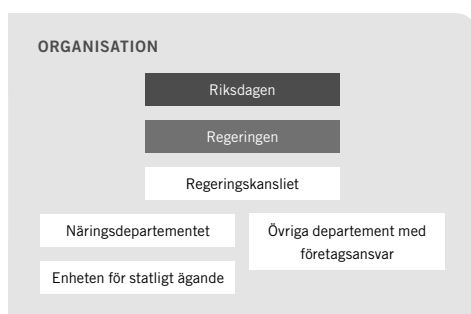 ORGANISATION
Riksdagen
Regeringen
Regeringskansliet
Näringsdepartementet
Övriga departement med
företagsansvar
Enheten för statligt ägande